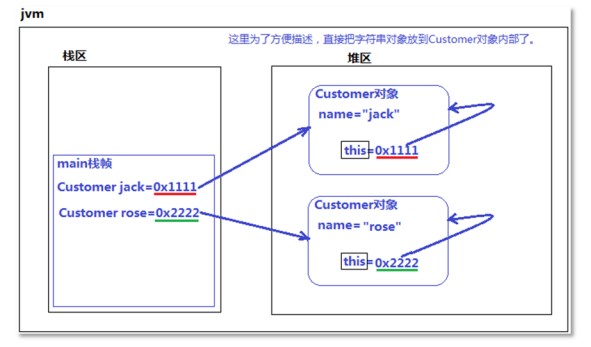 jvm
这里为了方便描述，直接把字符串对象放到Customer对象内部了。
栈区
堆区
main栈帧
Customer jack=0x1111
Customer rose=0x2222
Customer对象
name="jack"
this=0x1111
Customer对象
name="rose"
this=0x2222